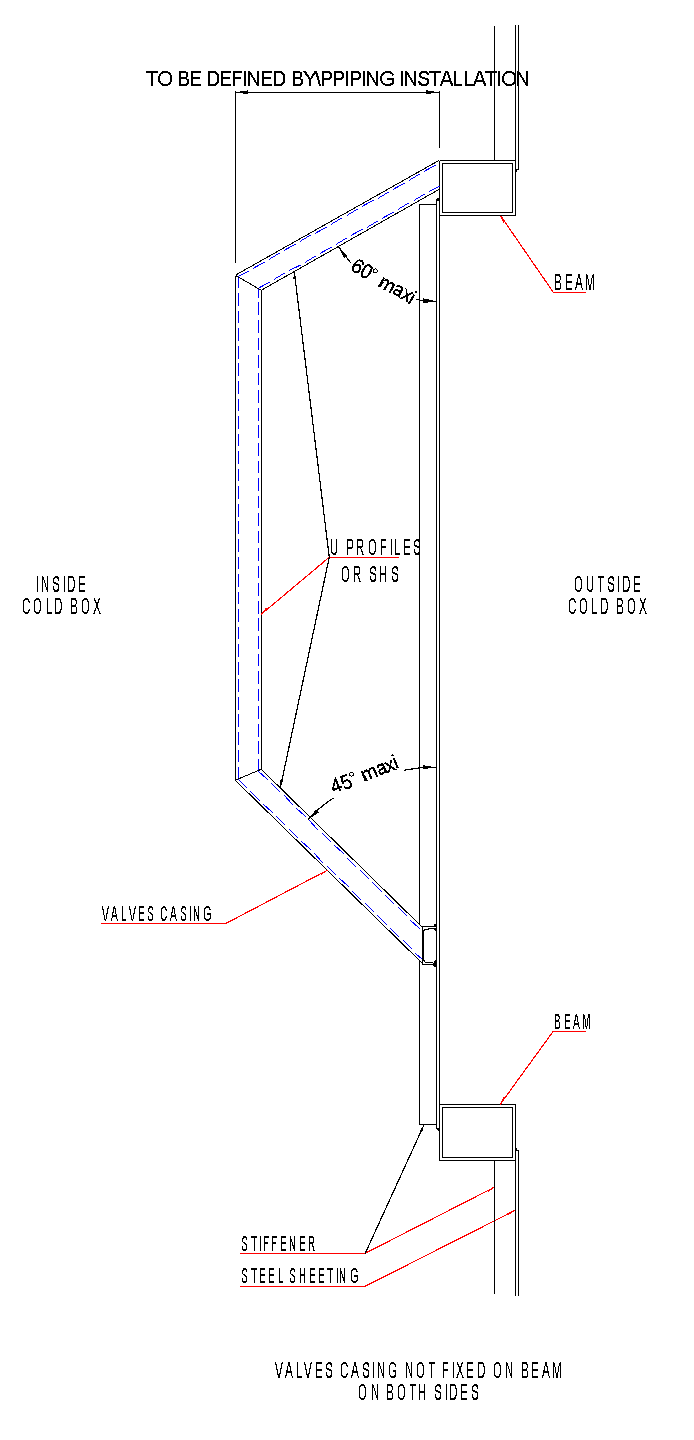 TO BE DEFINED BY\PPIPING INSTALLATION
BEAM
60° maxi
U PROFILES
OR SHS
INSIDE
COLD BOX
OUTSIDE
COLD BOX
45° maxi
VALVES CASING
BEAM
STIFFENER
STEEL SHEETING
VALVES CASING NOT FIXED ON BEAM
ON BOTH SIDES